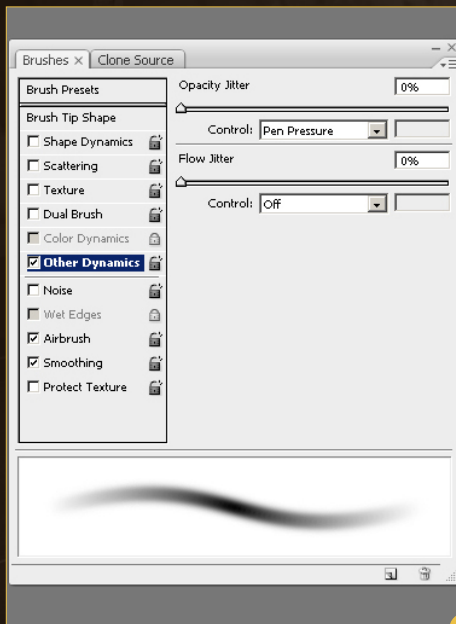 Brushes × Clone Source
Brush Presets
Brush Tip Shape
Shape Dynamics
Scattering
Texture
Dual Brush
Color Dynamics
Other Dynamics
Noise
Wet Edges
Airbrush
Smoothing
Protect Texture
Opacity Jitter 0%
Control: Pen Pressure
Flow Jitter 0%
Control: Off